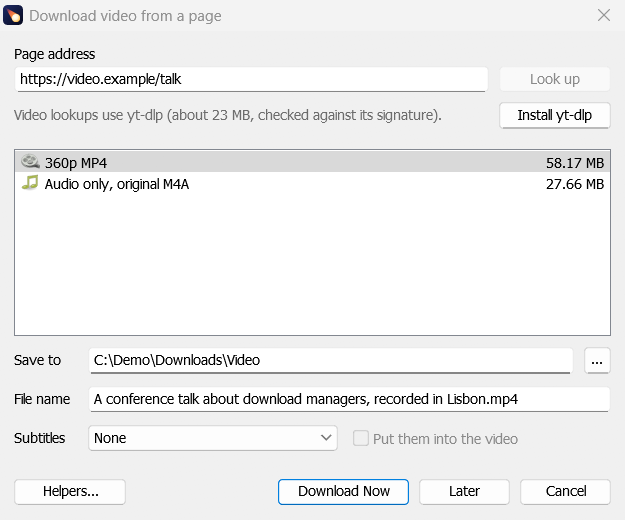 Download video from a page
Page address
https://video.example/talk
Look up
Video lookups use yt-dlp (about 23 MB, checked against its signature).
Install yt-dlp
360p MP4 58.17 MB
Audio only, original M4A 27.66 MB
Save to C:\Demo\Downloads\Video ...
File name A conference talk about download managers, recorded in Lisbon.mp4
Subtitles None Put them into the video
Helpers... Download Now Later Cancel